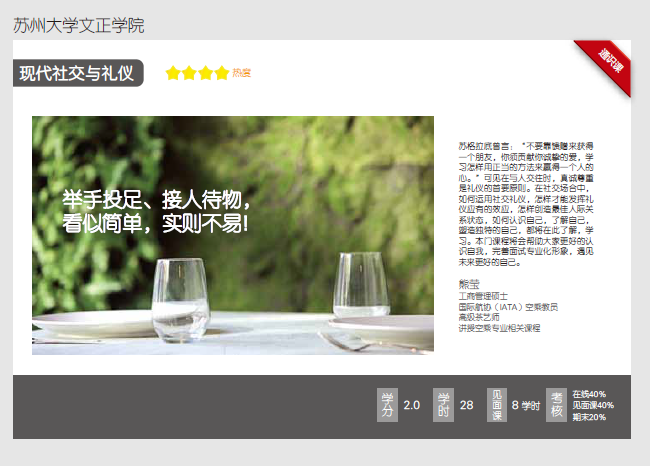 苏州大学文正学院
现代社交与礼仪
热度
通识课
举手投足、接人待物，
看似简单，实则不易！
苏格拉底曾言：“不要靠馈赠来获得
一个朋友，你须贡献你诚挚的爱，学
习怎样用正当的方法来赢得一个人的
心。”可见在与人交往时，真诚尊重
是礼仪的首要原则。在社交场合中，
如何运用社交礼仪，怎样才能发挥礼
仪应有的效应，怎样创造最佳人际关
系状态，如何认识自己，了解自己，
塑造独特的自己，都将在此了解，学
习。本门课程将会帮助大家更好的认
识自我，完善面试专业化形象，遇见
未来更好的自己。
熊莹
工商管理硕士
国际航协（IATA）空乘教员
高级茶艺师
讲授空乘专业相关课程
学分 2.0
学时 28
见面课 8 学时
考核
在线40%
见面课40%
期末20%